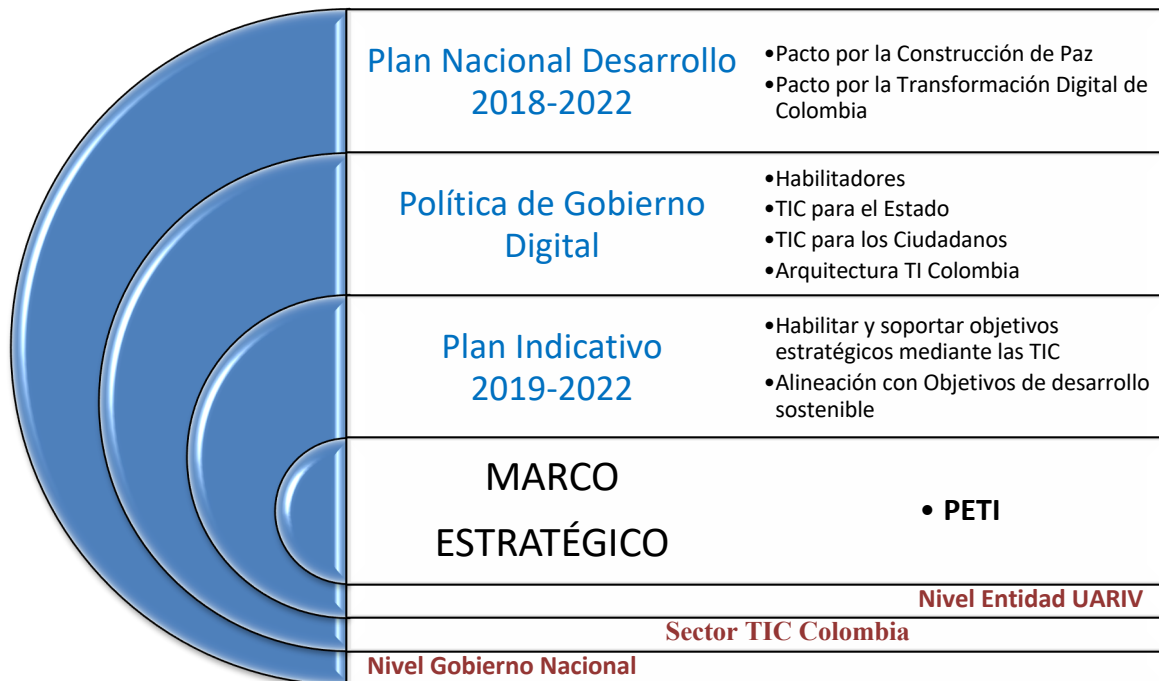 Plan Nacional Desarrollo
2018-2022
•Pacto por la Construcción de Paz
•Pacto por la Transformación Digital de
Colombia
Política de Gobierno
Digital
•Habilitadores
•TIC para el Estado
•TIC para los Ciudadanos
•Arquitectura TI Colombia
Plan Indicativo
2019-2022
•Habilitar y soportar objetivos
estratégicos mediante las TIC
•Alineación con Objetivos de desarrollo
sostenible
MARCO
ESTRATÉGICO
• PETI
Nivel Entidad UARIV
Sector TIC Colombia
Nivel Gobierno Nacional